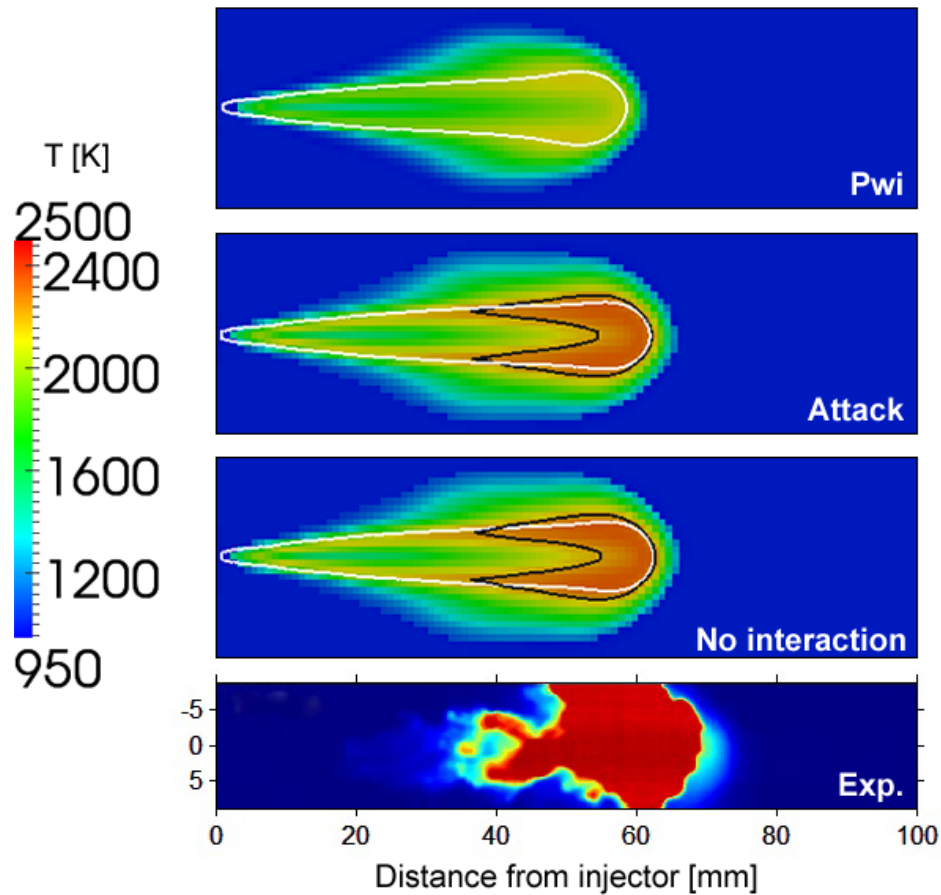 Pwi
T [K]
2500
2400
2000
1600
1200
950
Attack
No interaction
-5
0
5
Exp.
0 20 40 60 80 100
Distance from injector [mm]